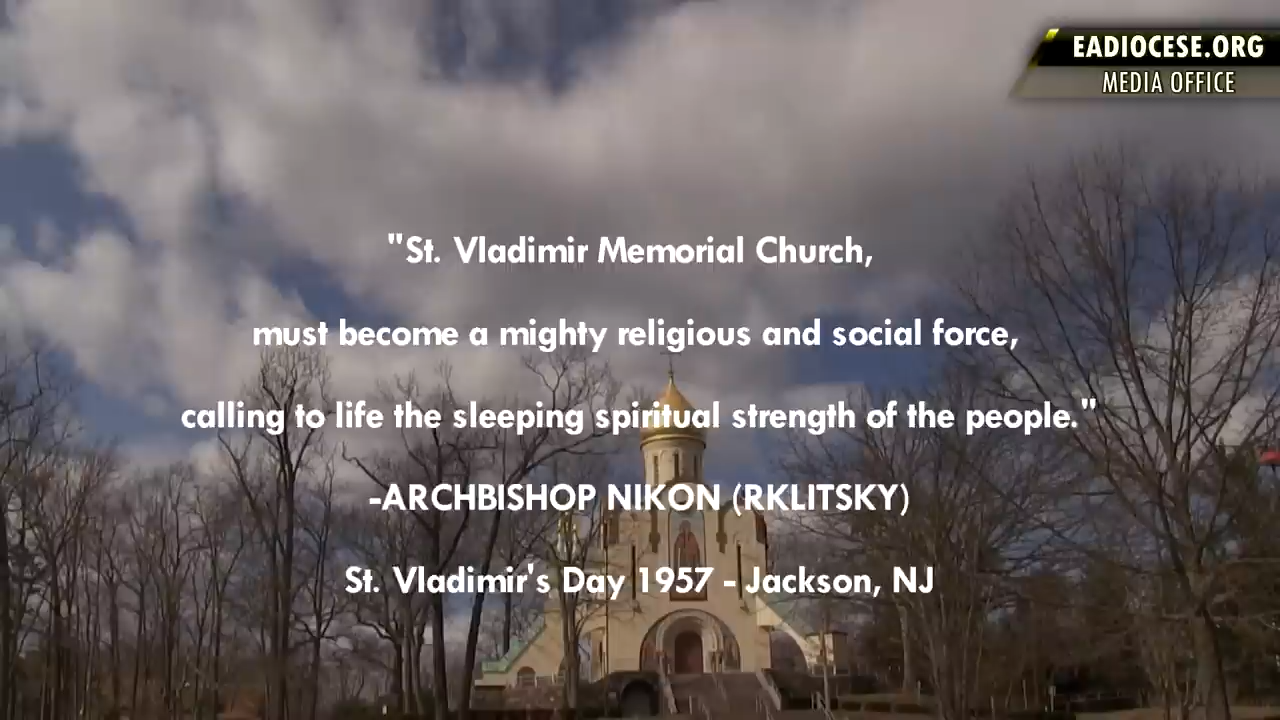 EADIOCESE.ORG
MEDIA OFFICE
"St. Vladimir Memorial Church,
must become a mighty religious and social force,
calling to life the sleeping spiritual strength of the people."
-ARCHBISHOP NIKON (RKLITSKY)
St. Vladimir's Day 1957 - Jackson, NJ